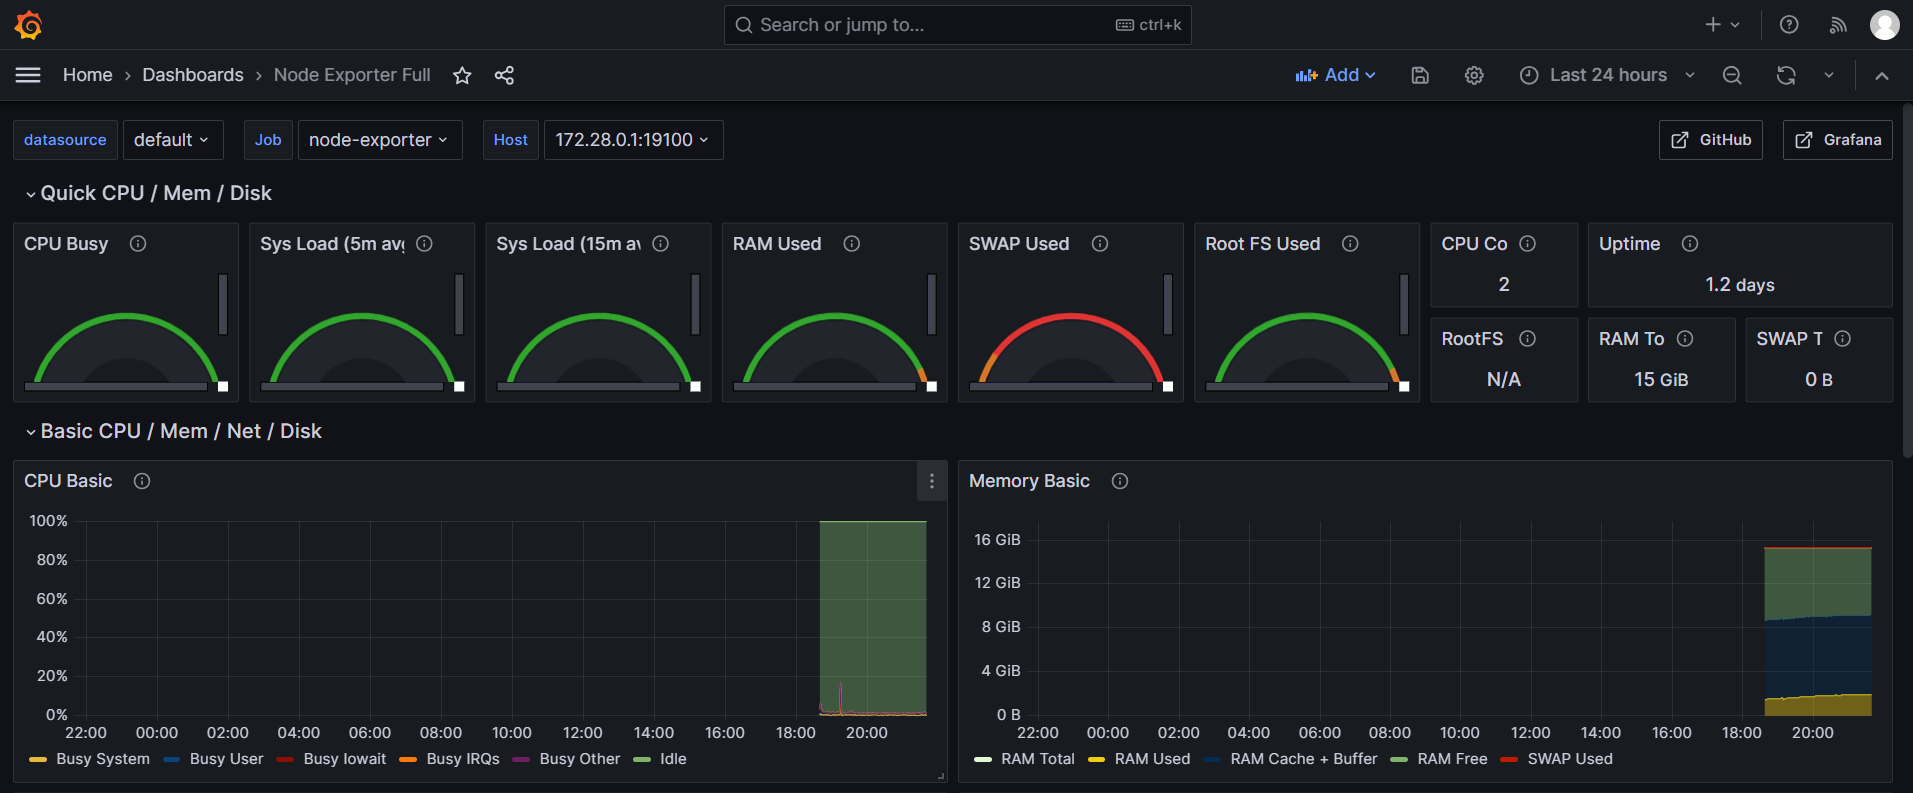 Search or jump to... ctrl+k
Home › Dashboards › Node Exporter Full
Add
Last 24 hours
datasource default Job node-exporter Host 172.28.0.1:19100
GitHub Grafana
Quick CPU / Mem / Disk
CPU Busy
Sys Load (5m avg
Sys Load (15m av
RAM Used
SWAP Used
Root FS Used
CPU Co
2
Uptime
1.2 days
RootFS
N/A
RAM To
15 GiB
SWAP T
0 B
Basic CPU / Mem / Net / Disk
CPU Basic
100%
80%
60%
40%
20%
0%
22:00 00:00 02:00 04:00 06:00 08:00 10:00 12:00 14:00 16:00 18:00 20:00
Busy System Busy User Busy Iowait Busy IRQs Busy Other Idle
Memory Basic
16 GiB
12 GiB
8 GiB
4 GiB
0 B
22:00 00:00 02:00 04:00 06:00 08:00 10:00 12:00 14:00 16:00 18:00 20:00
RAM Total RAM Used RAM Cache + Buffer RAM Free SWAP Used